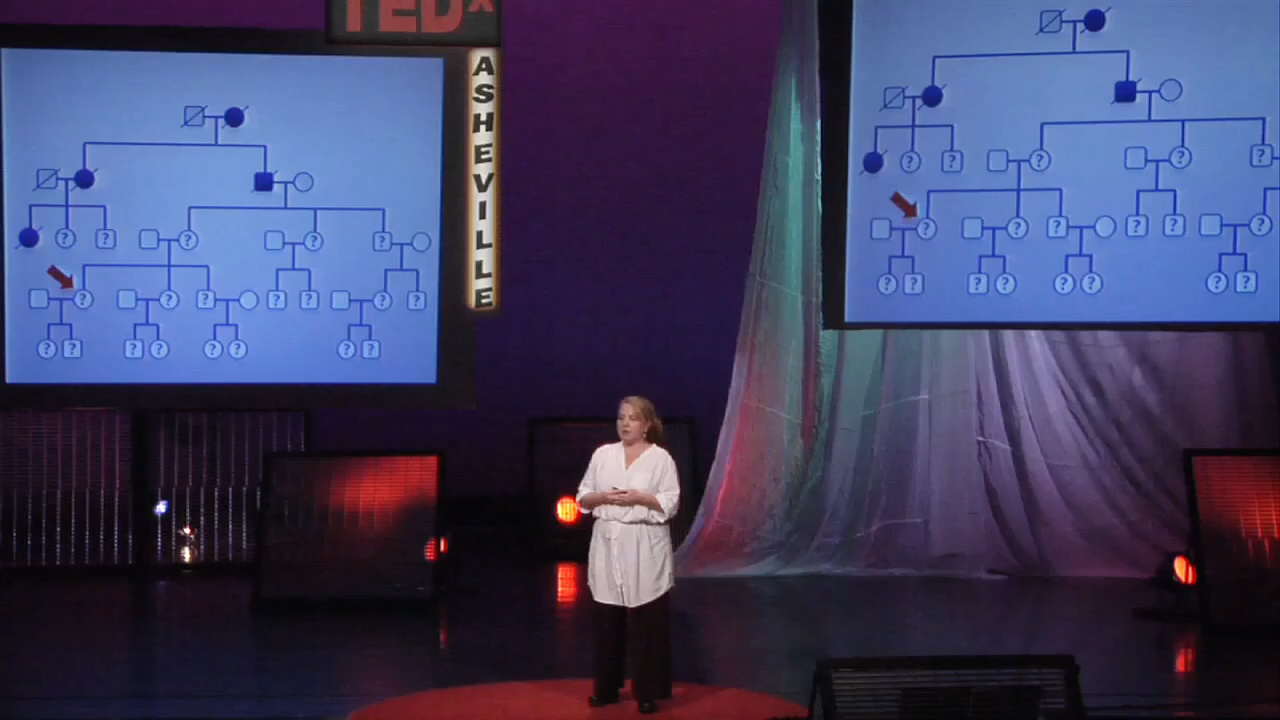 TEDx
ASHEVILLE
? ?
? ? ? ?
? ? ? ? ? ? ?
? ? ? ? ? ? ? ?
? ? ? ? ?
? ? ? ? ? ? ?
? ? ? ? ? ? ? ?